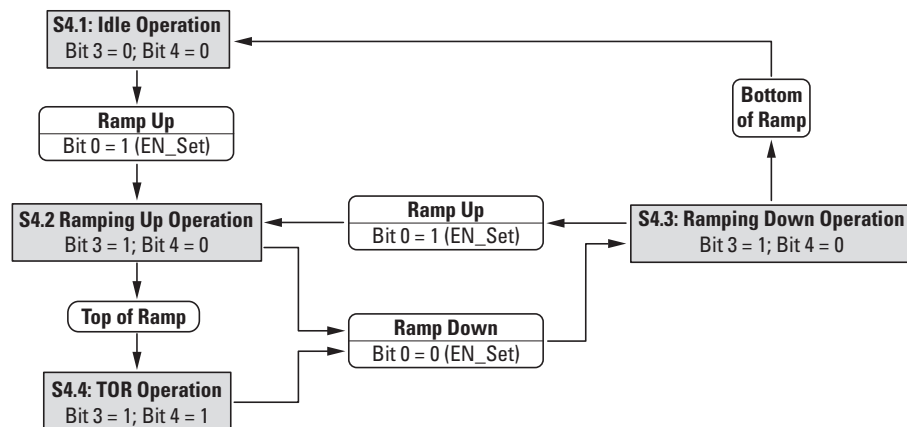 S4.1: Idle Operation
Bit 3 = 0; Bit 4 = 0
Bottom
of Ramp
Ramp Up
Bit 0 = 1 (EN_Set)
S4.2 Ramping Up Operation
Bit 3 = 1; Bit 4 = 0
Ramp Up
Bit 0 = 1 (EN_Set)
S4.3: Ramping Down Operation
Bit 3 = 1; Bit 4 = 0
Top of Ramp
Ramp Down
Bit 0 = 0 (EN_Set)
S4.4: TOR Operation
Bit 3 = 1; Bit 4 = 1